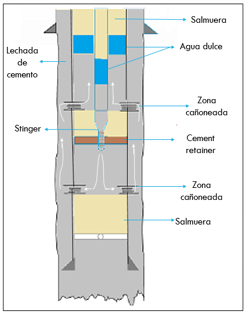 Salmuera
Lechada
de
cemento
Agua dulce
Zona
cañoneada
Stinger
Cement
retainer
Zona
cañoneada
Salmuera